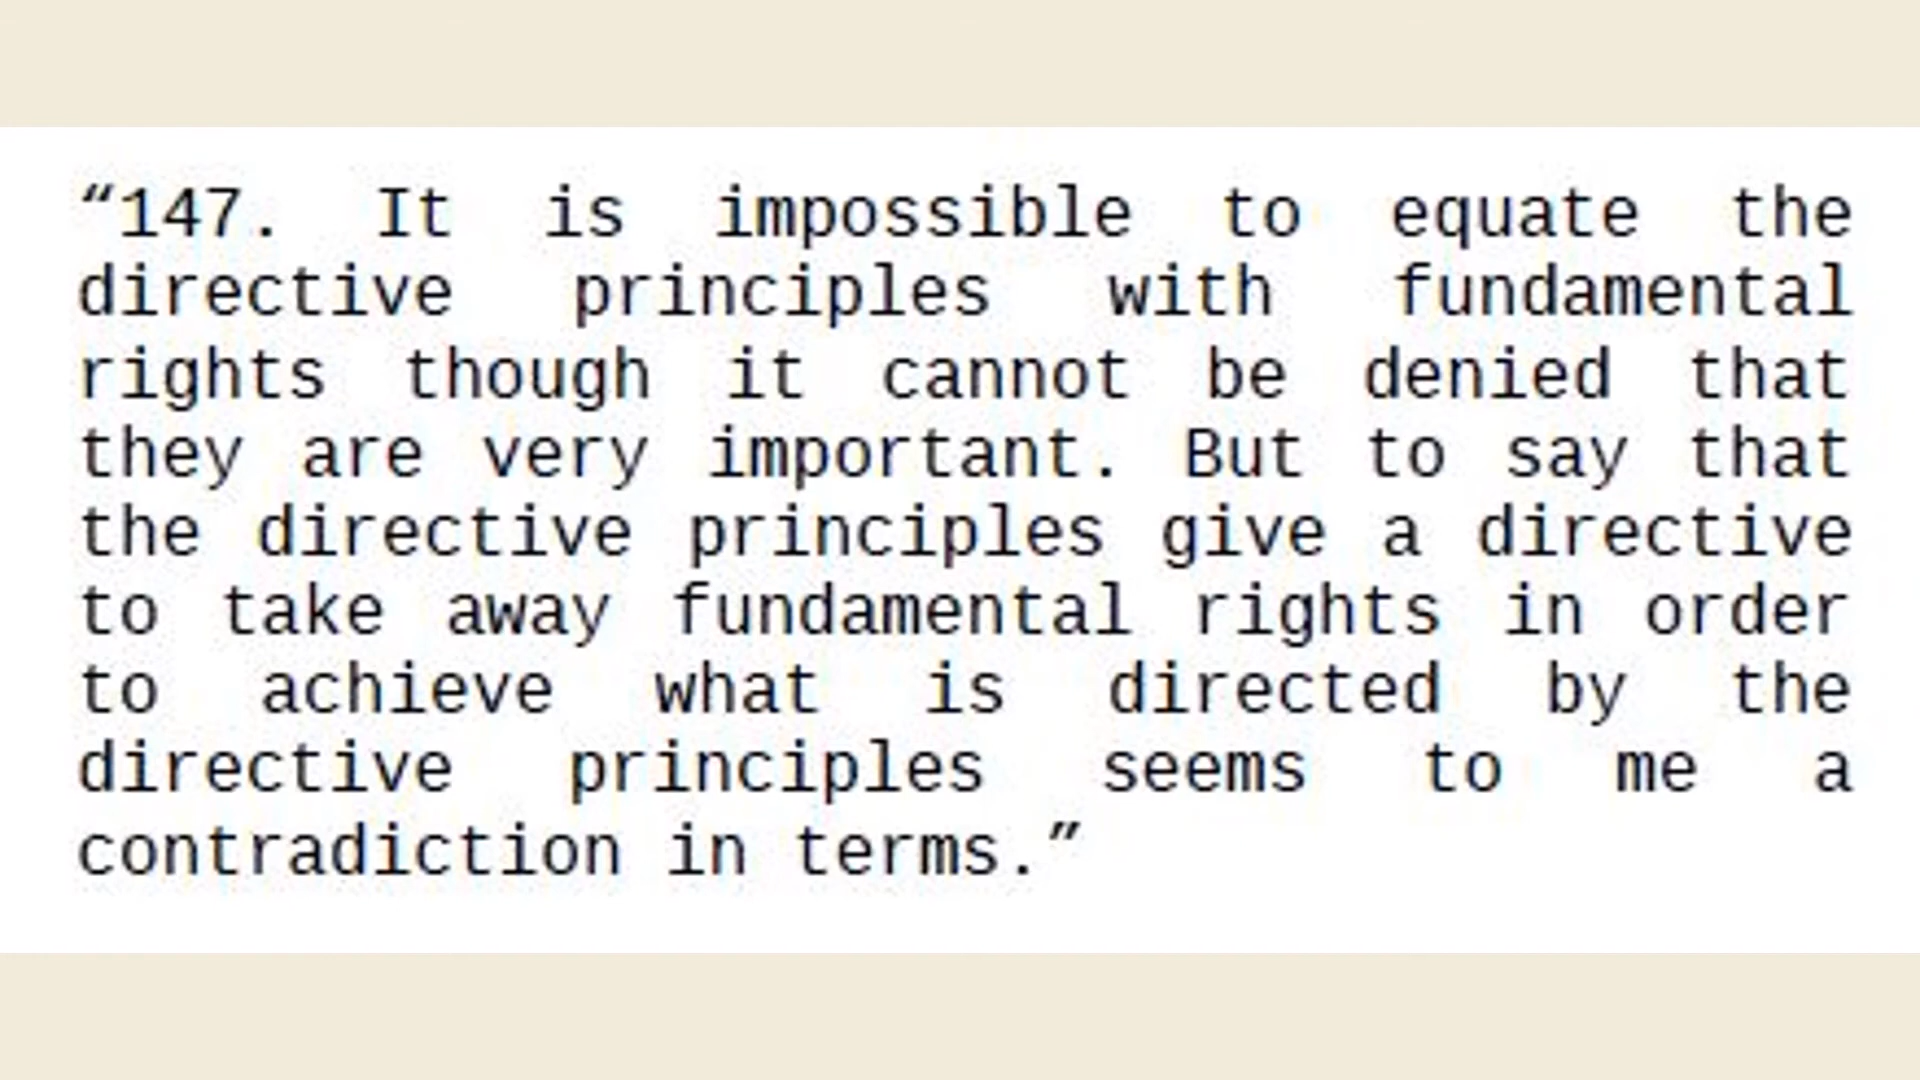 “147. It is impossible to equate the
directive principles with fundamental
rights though it cannot be denied that
they are very important. But to say that
the directive principles give a directive
to take away fundamental rights in order
to achieve what is directed by the
directive principles seems to me a
contradiction in terms.”